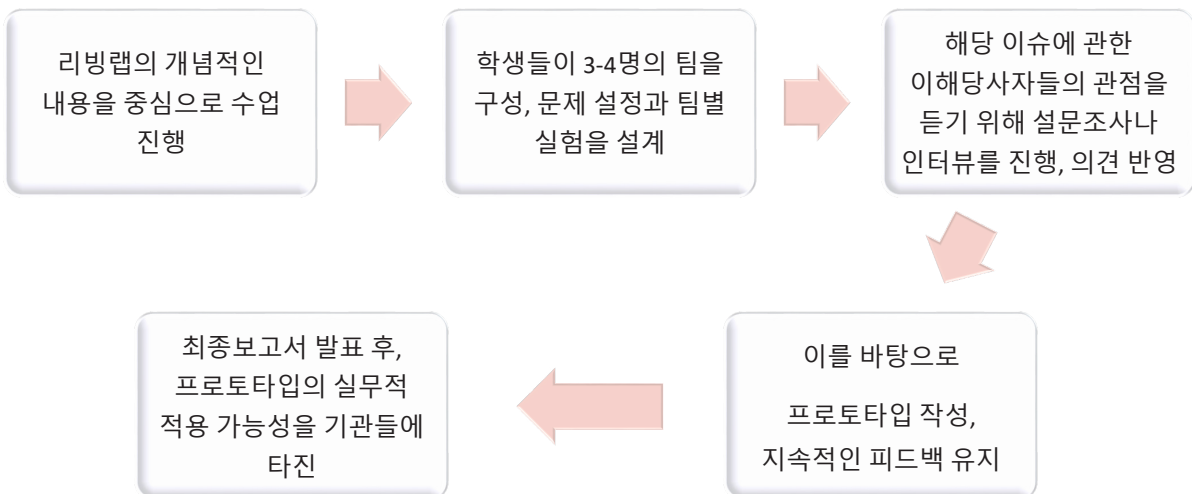 리빙랩의 개념적인
내용을 중심으로 수업
진행
학생들이 3-4명의 팀을
구성, 문제 설정과 팀별
실험을 설계
해당 이슈에 관한
이해당사자들의 관점을
듣기 위해 설문조사나
인터뷰를 진행, 의견 반영
이를 바탕으로
프로토타입 작성,
지속적인 피드백 유지
최종보고서 발표 후,
프로토타입의 실무적
적용 가능성을 기관들에
타진